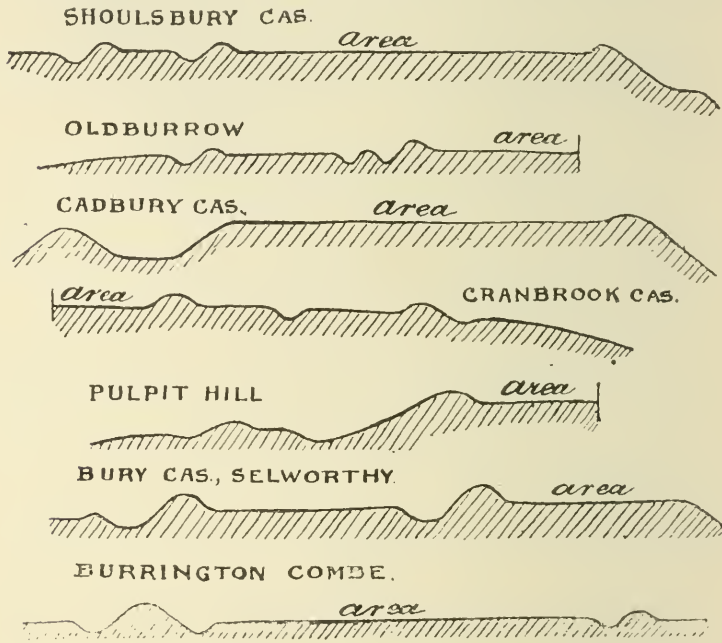 SHOULSBURY CAS.
area
OLDBURROW
area
CADBURY CAS.
area
area
CRANBROOK CAS.
PULPIT HILL
area
BURY CAS., SELWORTHY.
area
BURRINGTON COMBE.
area